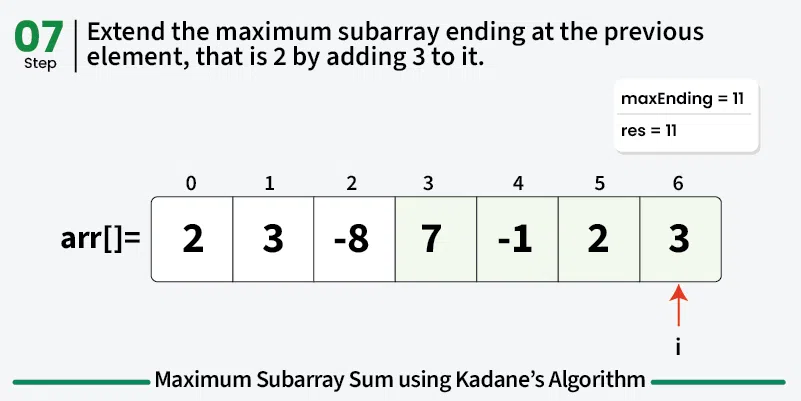 07
Step
Extend the maximum subarray ending at the previous
element, that is 2 by adding 3 to it.
maxEnding = 11
res = 11
0 1 2 3 4 5 6
arr[]= 2 3 -8 7 -1 2 3
i
Maximum Subarray Sum using Kadane’s Algorithm